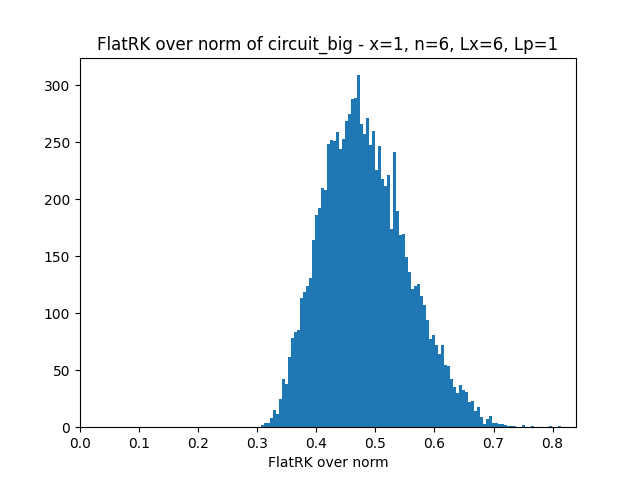 FlatRK over norm of circuit_big - x=1, n=6, Lx=6, Lp=1
300
250
200
150
100
50
0
0.0 0.1 0.2 0.3 0.4 0.5 0.6 0.7 0.8
FlatRK over norm